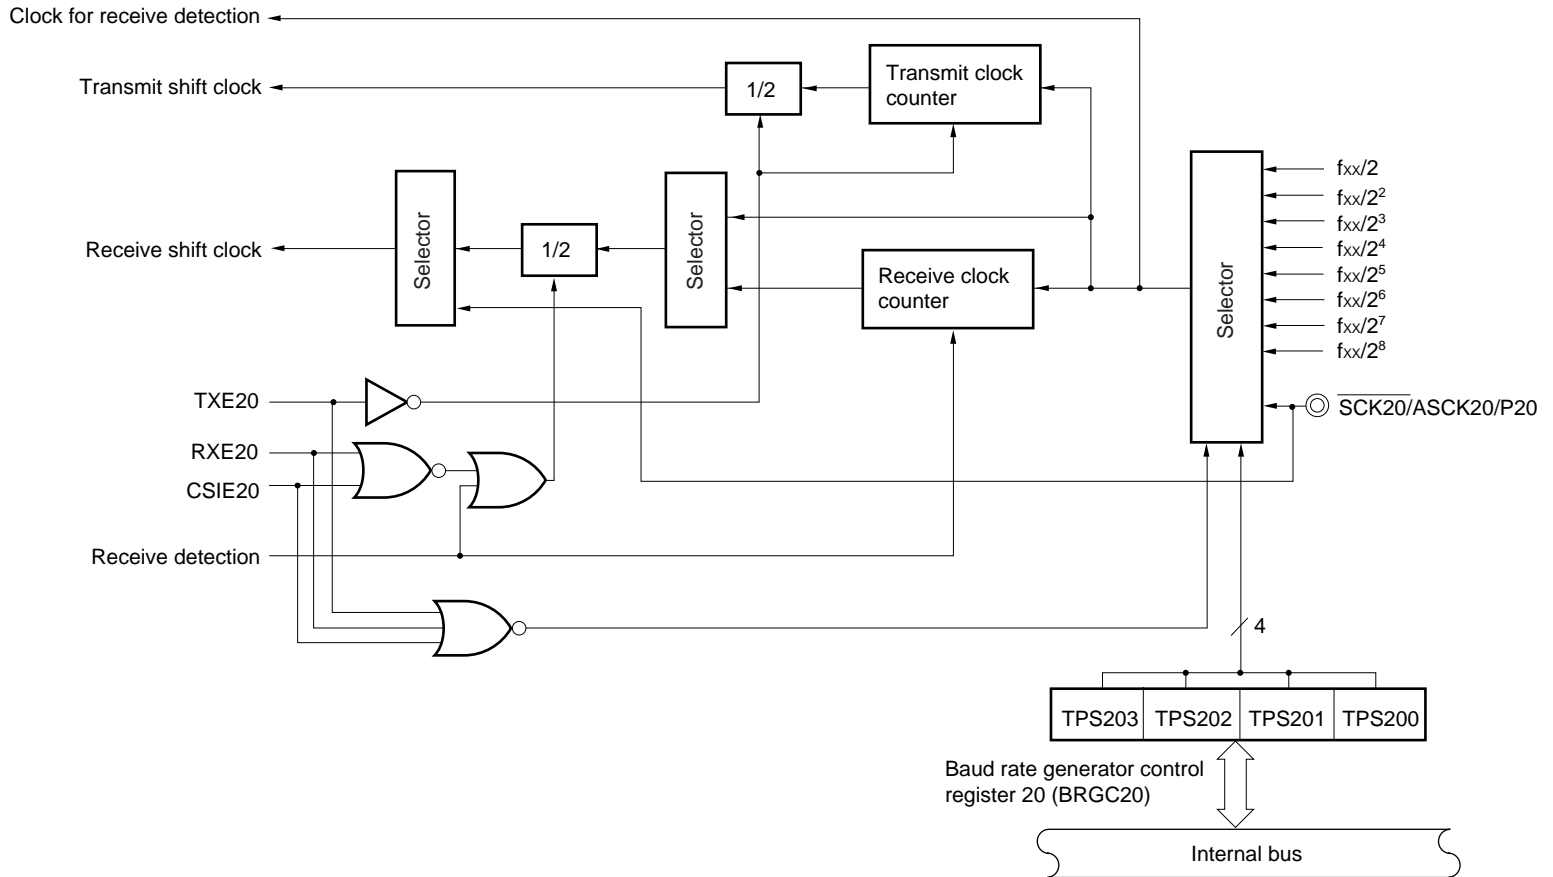 Clock for receive detection
Transmit shift clock
1/2
Transmit clock
counter
Receive shift clock
Selector
1/2
Selector
Receive clock
counter
Selector
fxx/2
fxx/2²
fxx/2³
fxx/2⁴
fxx/2⁵
fxx/2⁶
fxx/2⁷
fxx/2⁸
SCK20/ASCK20/P20
TXE20
RXE20
CSIE20
Receive detection
4
TPS203 TPS202 TPS201 TPS200
Baud rate generator control
register 20 (BRGC20)
Internal bus